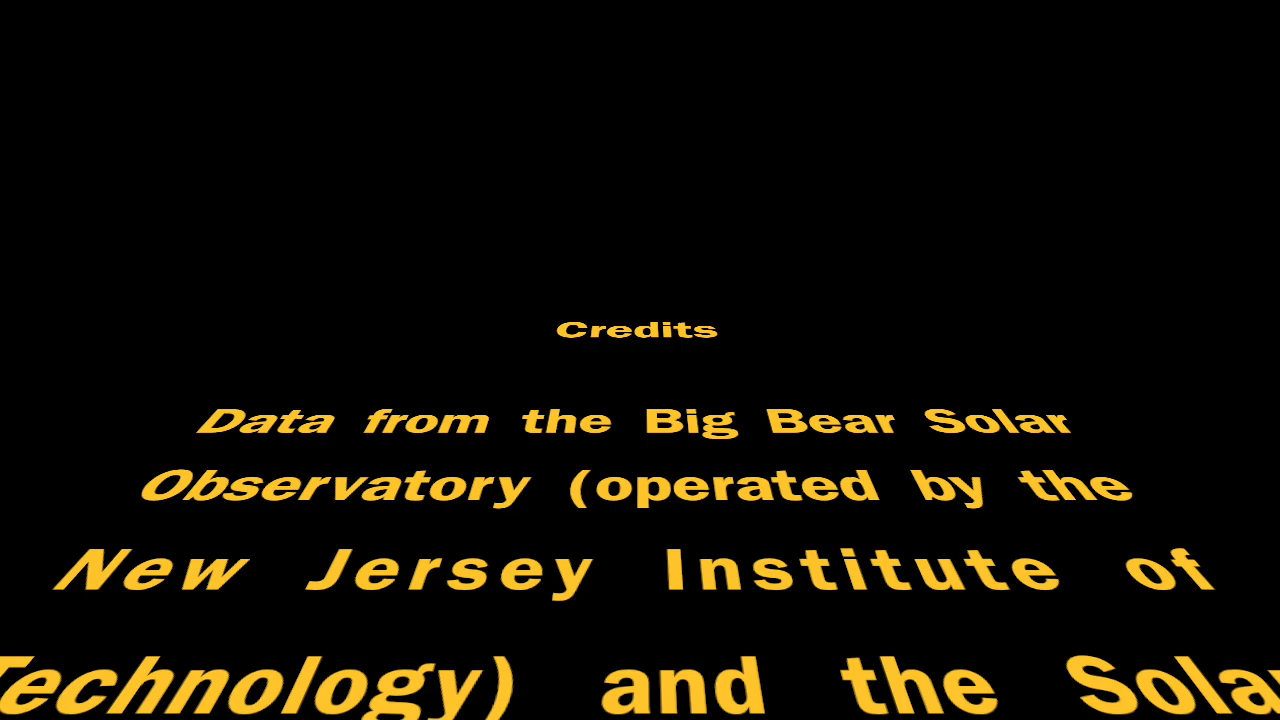 Credits
Data from the Big Bear Solar
Observatory (operated by the
New Jersey Institute of
Technology) and the Solar